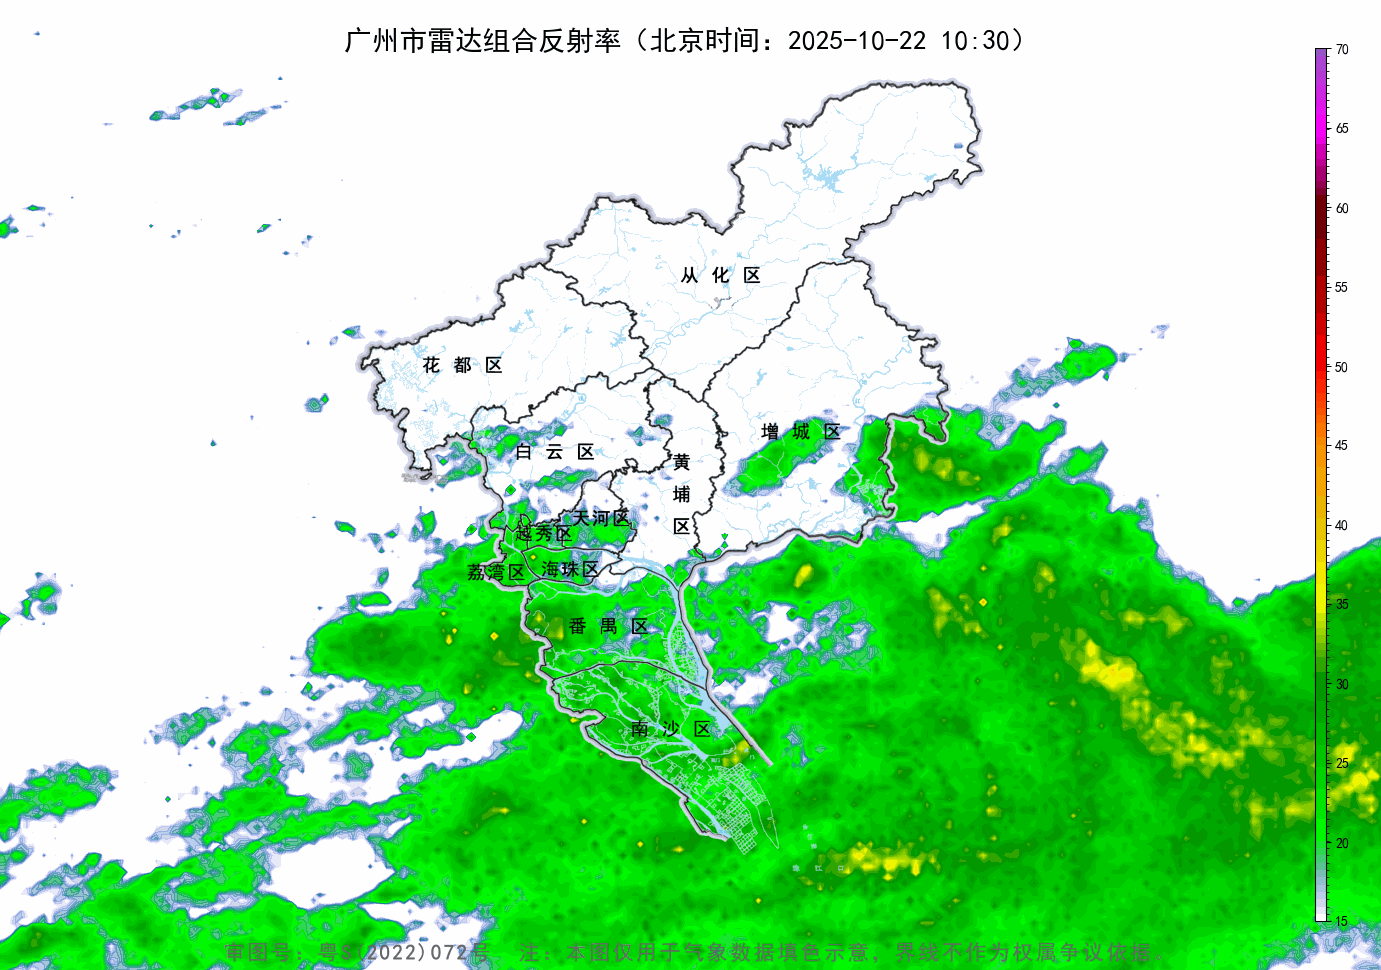 广州市雷达组合反射率（北京时间：2025-10-22 10:30）
70
65
60
55
50
45
40
35
30
25
20
15
从化区
花都区
增城区
白云区
黄埔区
天河区
越秀区
荔湾区
海珠区
番禺区
南沙区
珠江口
审图号：粤S(2022)072号 注：本图仅用于气象数据填色示意，界线不作为权属争议依据。